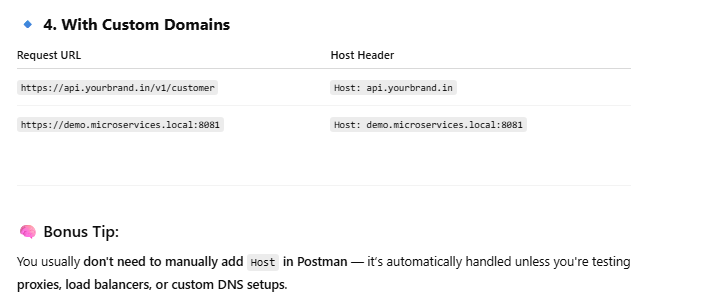 4. With Custom Domains
Request URL Host Header
https://api.yourbrand.in/v1/customer Host: api.yourbrand.in
https://demo.microservices.local:8081 Host: demo.microservices.local:8081
Bonus Tip:
You usually don't need to manually add Host in Postman — it's automatically handled unless you're testing
proxies, load balancers, or custom DNS setups.